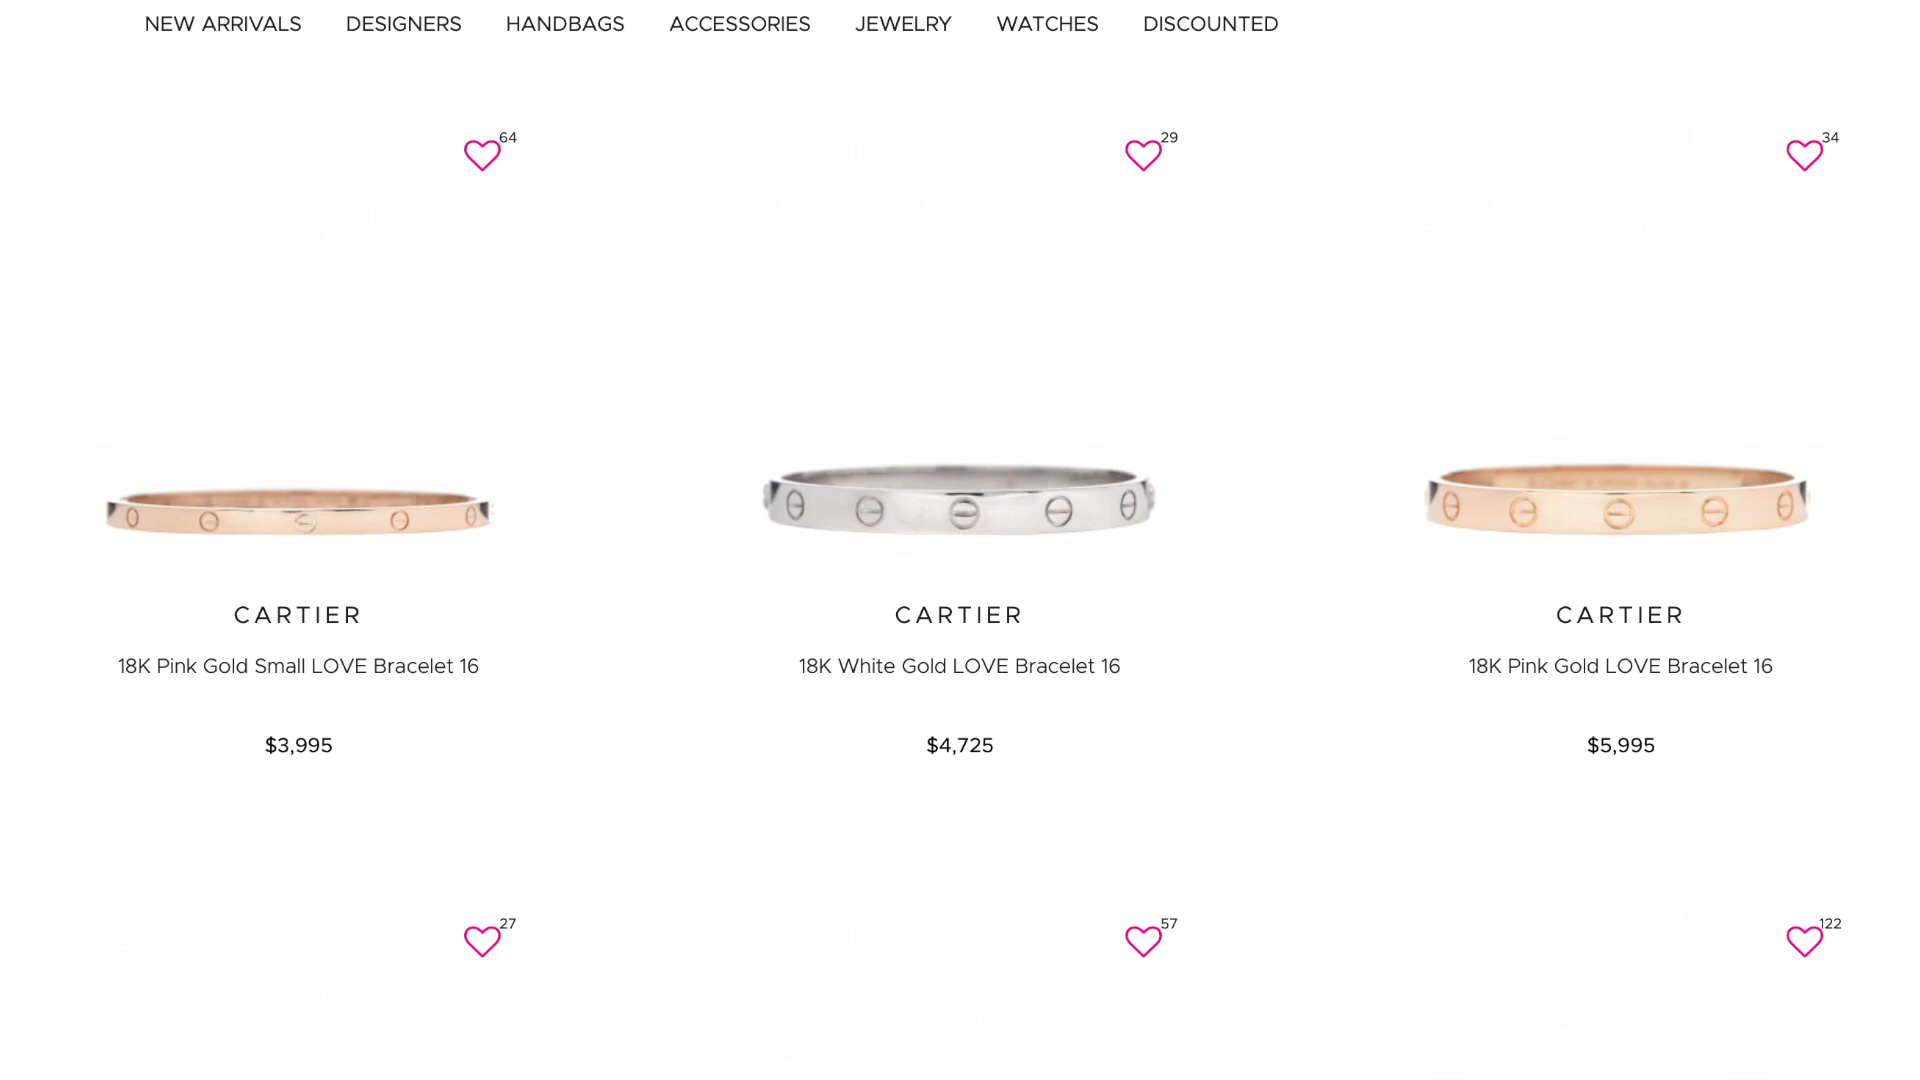 NEW ARRIVALS DESIGNERS HANDBAGS ACCESSORIES JEWELRY WATCHES DISCOUNTED
64 29 34
CARTIER CARTIER CARTIER
18K Pink Gold Small LOVE Bracelet 16 18K White Gold LOVE Bracelet 16 18K Pink Gold LOVE Bracelet 16
$3,995 $4,725 $5,995
27 57 122